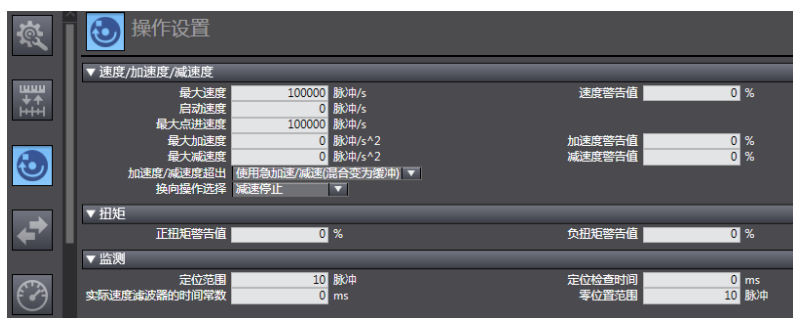 操作设置
▼ 速度/加速度/减速度
最大速度 100000 脉冲/s 速度警告值 0 %
启动速度 0 脉冲/s
最大点进速度 100000 脉冲/s
最大加速度 0 脉冲/s^2 加速度警告值 0 %
最大减速度 0 脉冲/s^2 减速度警告值 0 %
加速度/减速度超出 使用急加速/减速(混合变为缓冲) ▼
换向操作选择 减速停止 ▼
▼ 扭矩
正扭矩警告值 0 % 负扭矩警告值 0 %
▼ 监测
定位范围 10 脉冲 定位检查时间 0 ms
实际速度滤波器的时间常数 0 ms 零位置范围 10 脉冲